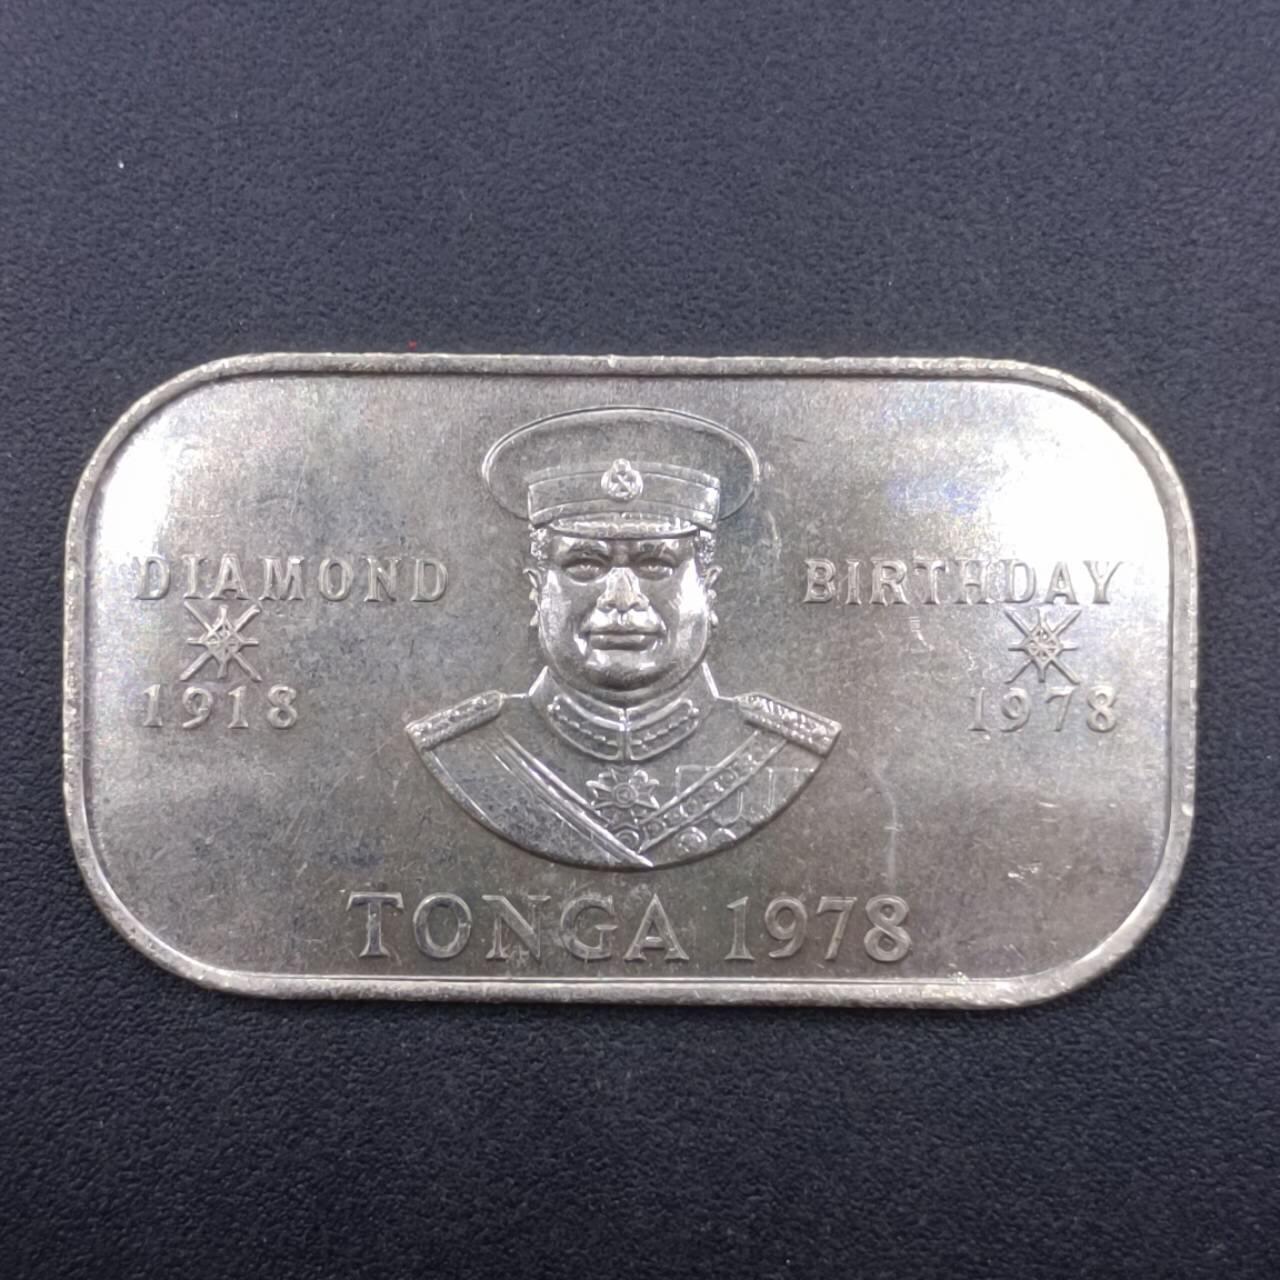 DIAMOND BIRTHDAY
1918 1978
TONGA 1978